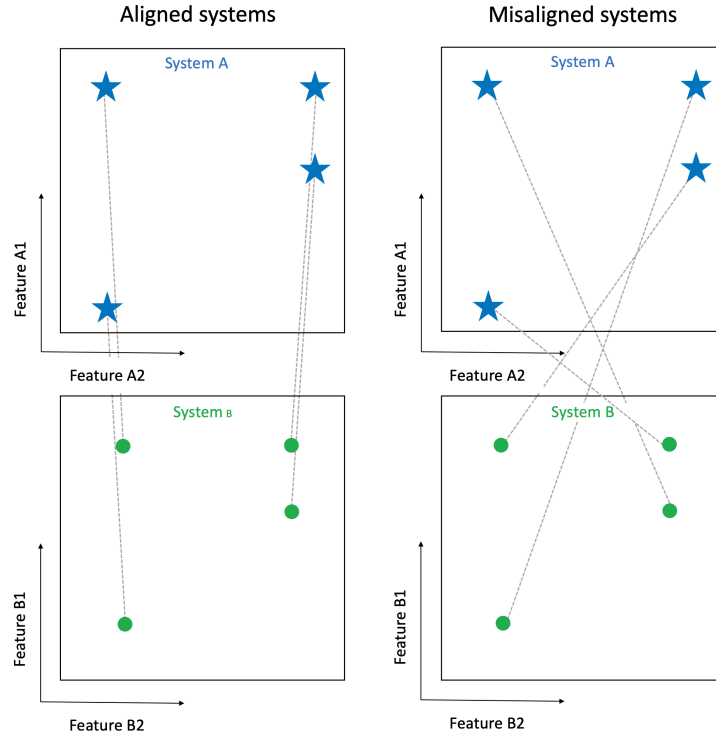 Aligned systems
System A
Feature A1
Feature A2
System B
Feature B1
Feature B2
Misaligned systems
System A
Feature A1
Feature A2
System B
Feature B1
Feature B2